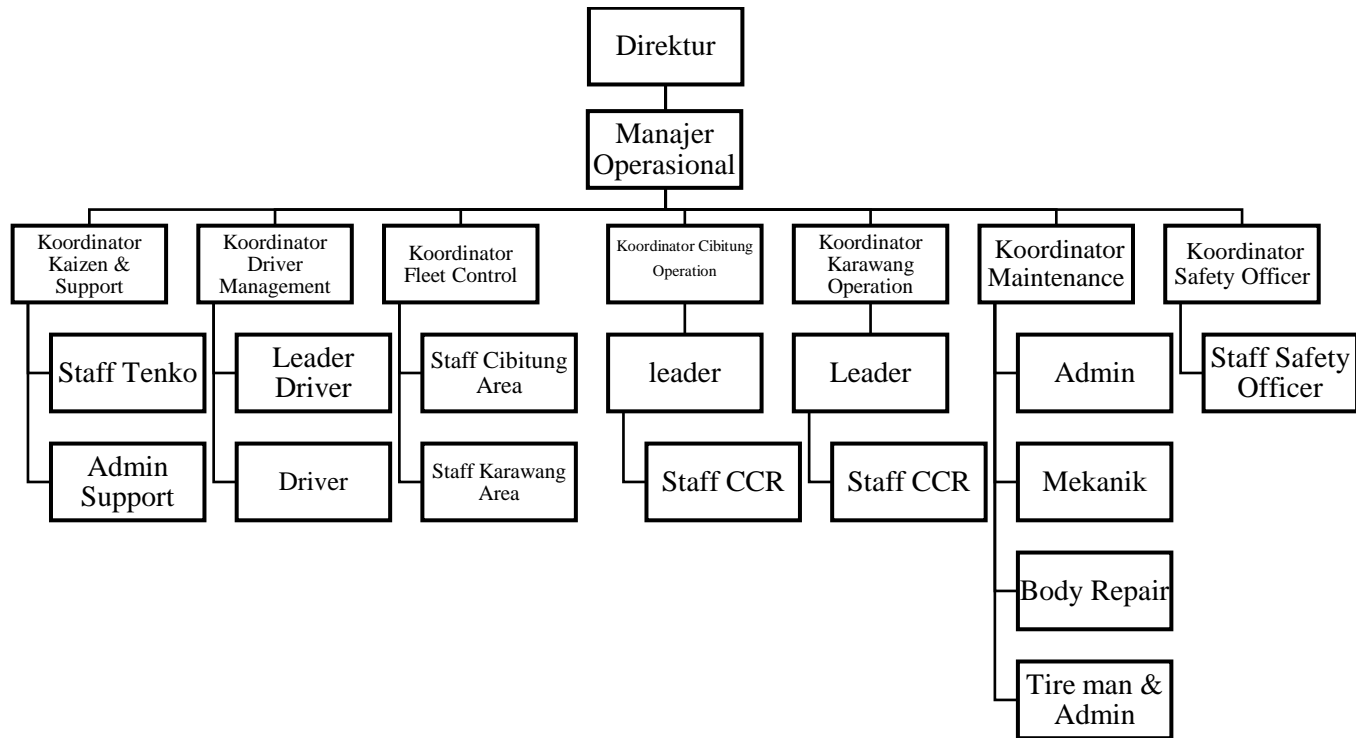 Direktur
Manajer
Operasional
Koordinator
Kaizen &
Support
Koordinator
Driver
Management
Koordinator
Fleet Control
Koordinator Cibitung
Operation
Koordinator
Karawang
Operation
Koordinator
Maintenance
Koordinator
Safety Officer
Staff Tenko
Leader
Driver
Staff Cibitung
Area
leader
Leader
Admin
Staff Safety
Officer
Admin
Support
Driver
Staff Karawang
Area
Staff CCR
Staff CCR
Mekanik
Body Repair
Tire man &
Admin